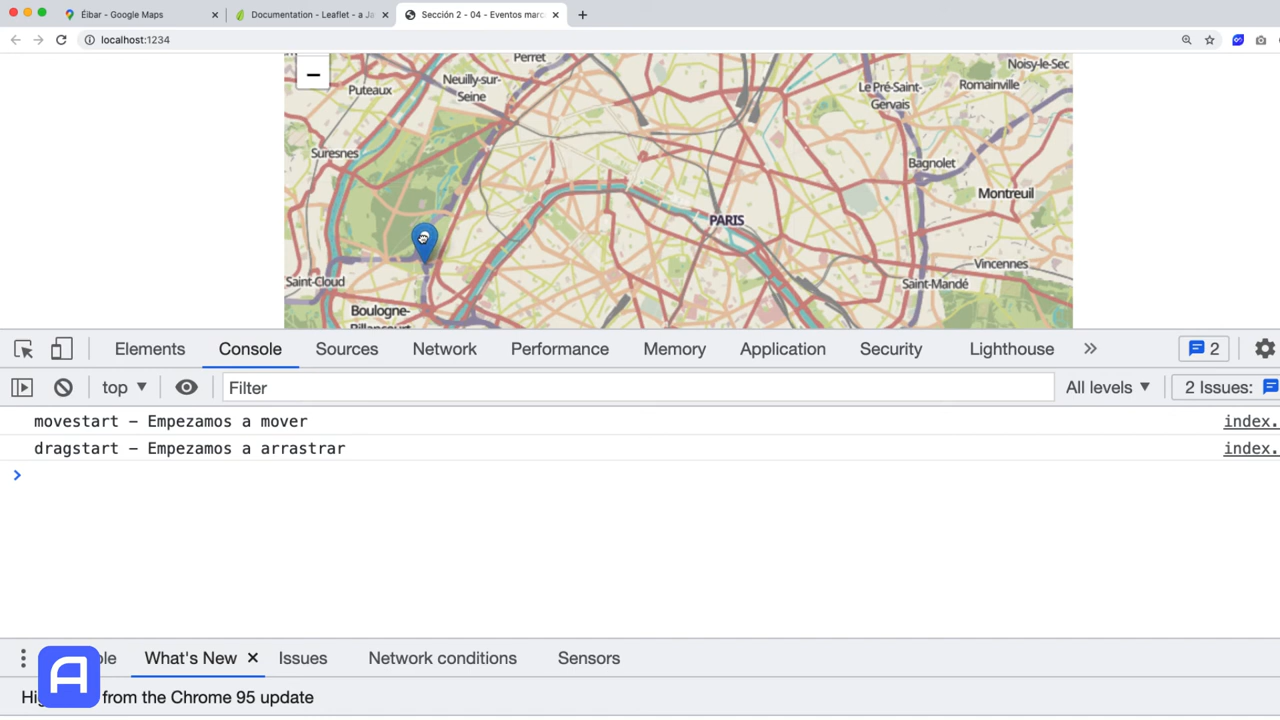 Éibar - Google Maps
Documentation - Leaflet - a Ja
Sección 2 - 04 - Eventos marc
localhost:1234
Perret
Noisy-le-Sec
Neuilly-sur-
Seine
Puteaux
Le Pré-Saint-
Gervais
Romainville
Suresnes
Bagnolet
Montreuil
PARIS
Saint-Cloud
Vincennes
Saint-Mandé
Boulogne-
Billancourt
Elements
Console
Sources
Network
Performance
Memory
Application
Security
Lighthouse
2
top
Filter
All levels
2 Issues:
movestart – Empezamos a mover
index.
dragstart – Empezamos a arrastrar
index.
What's New
Issues
Network conditions
Sensors
from the Chrome 95 update